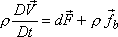 ρ DV⃗/Dt = dF⃗ + ρ f⃗_b